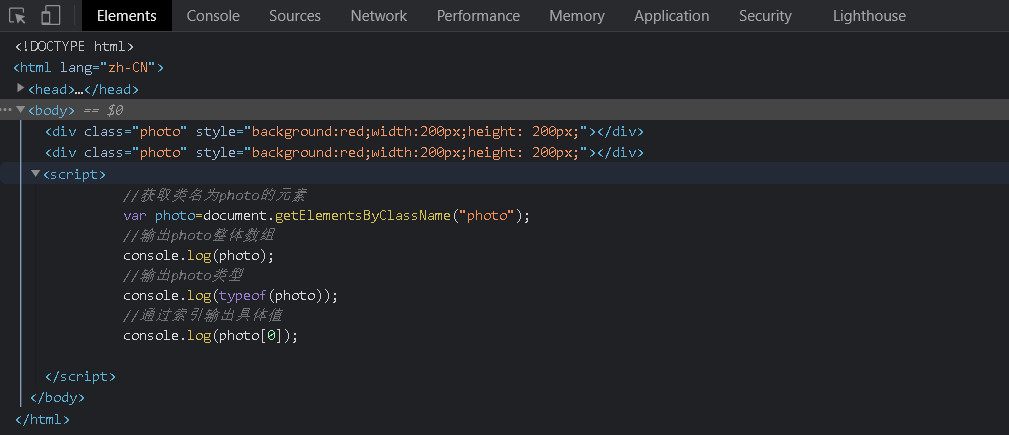 Elements Console Sources Network Performance Memory Application Security Lighthouse
<!DOCTYPE html>
<html lang="zh-CN">
<head>…</head>
<body> == $0
<div class="photo" style="background:red;width:200px;height: 200px;"></div>
<div class="photo" style="background:red;width:200px;height: 200px;"></div>
<script>
//获取类名为photo的元素
var photo=document.getElementsByClassName("photo");
//输出photo整体数组
console.log(photo);
//输出photo类型
console.log(typeof(photo));
//通过索引输出具体值
console.log(photo[0]);
</script>
</body>
</html>